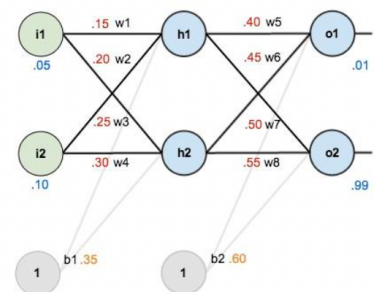 .15 w1
.40 w5
i1
h1
o1
.20 w2
.45 w6
.05
.01
.25 w3
.50 w7
.30 w4
.55 w8
i2
h2
o2
.10
.99
b1 .35
b2 .60
1
1